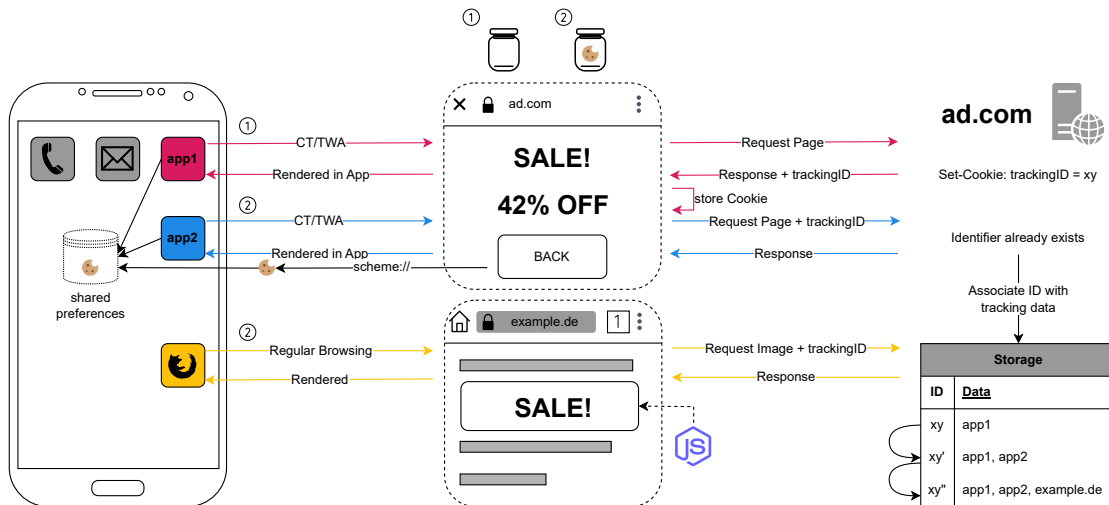 1
2
ad.com
ad.com
1
CT/TWA
Request Page
app1
SALE!
Rendered in App
Response + trackingID
Set-Cookie: trackingID = xy
store Cookie
42% OFF
2
CT/TWA
Request Page + trackingID
app2
Identifier already exists
Rendered in App
Response
BACK
scheme://
shared
preferences
Associate ID with
tracking data
example.de
1
2
Regular Browsing
Request Image + trackingID
Storage
Rendered
Response
ID Data
SALE!
xy app1
JS
xy' app1, app2
xy" app1, app2, example.de